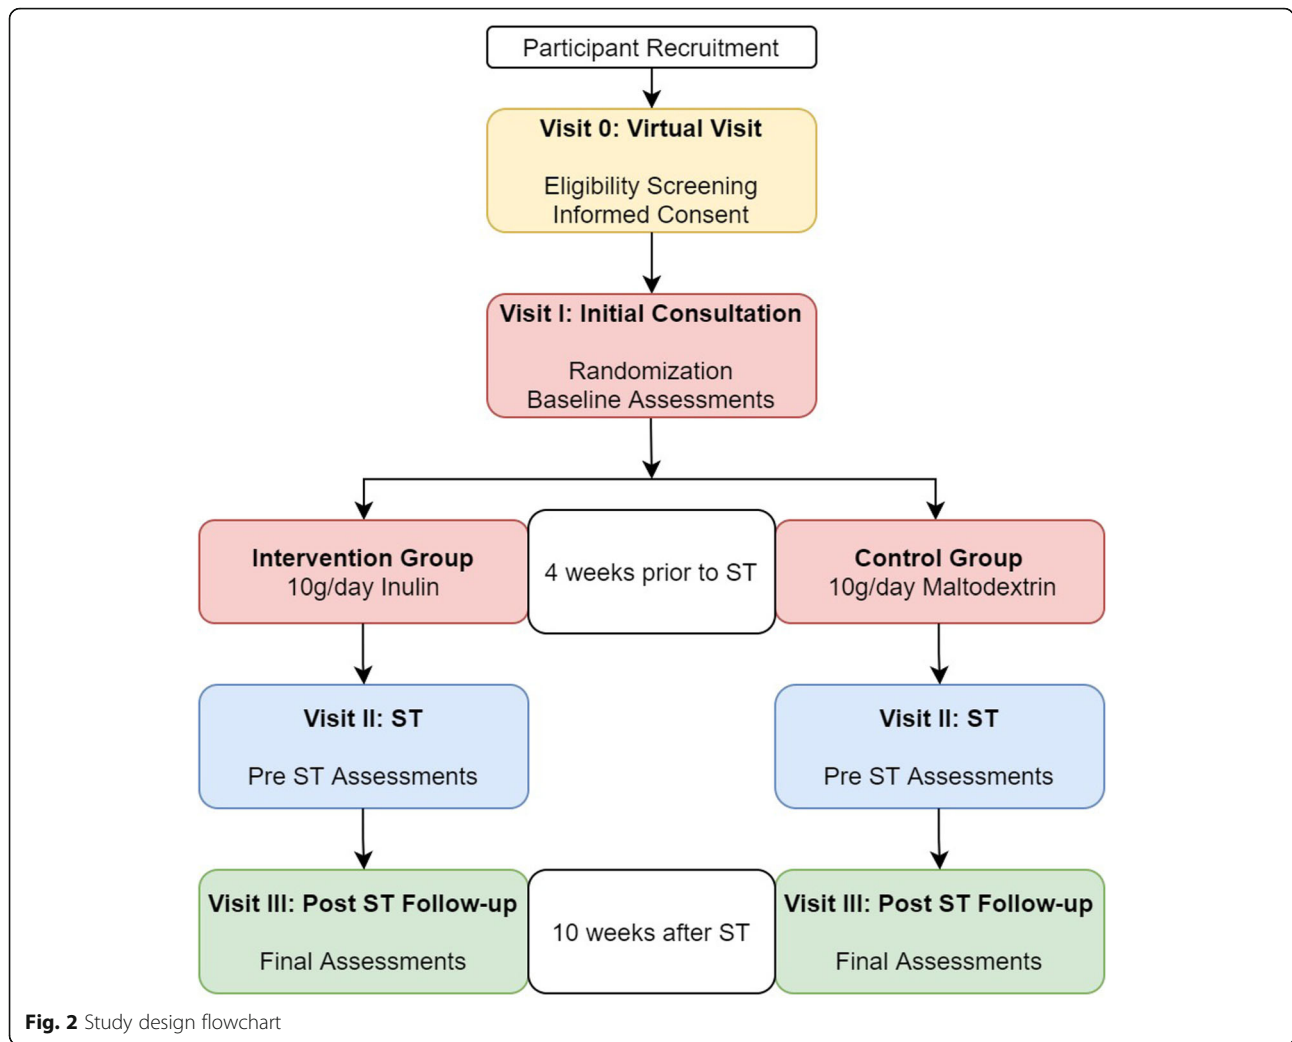 Participant Recruitment
Visit 0: Virtual Visit
Eligibility Screening
Informed Consent
Visit I: Initial Consultation
Randomization
Baseline Assessments
Intervention Group
10g/day Inulin
4 weeks prior to ST
Control Group
10g/day Maltodextrin
Visit II: ST
Pre ST Assessments
Visit II: ST
Pre ST Assessments
Visit III: Post ST Follow-up
Final Assessments
10 weeks after ST
Visit III: Post ST Follow-up
Final Assessments
Fig. 2 Study design flowchart